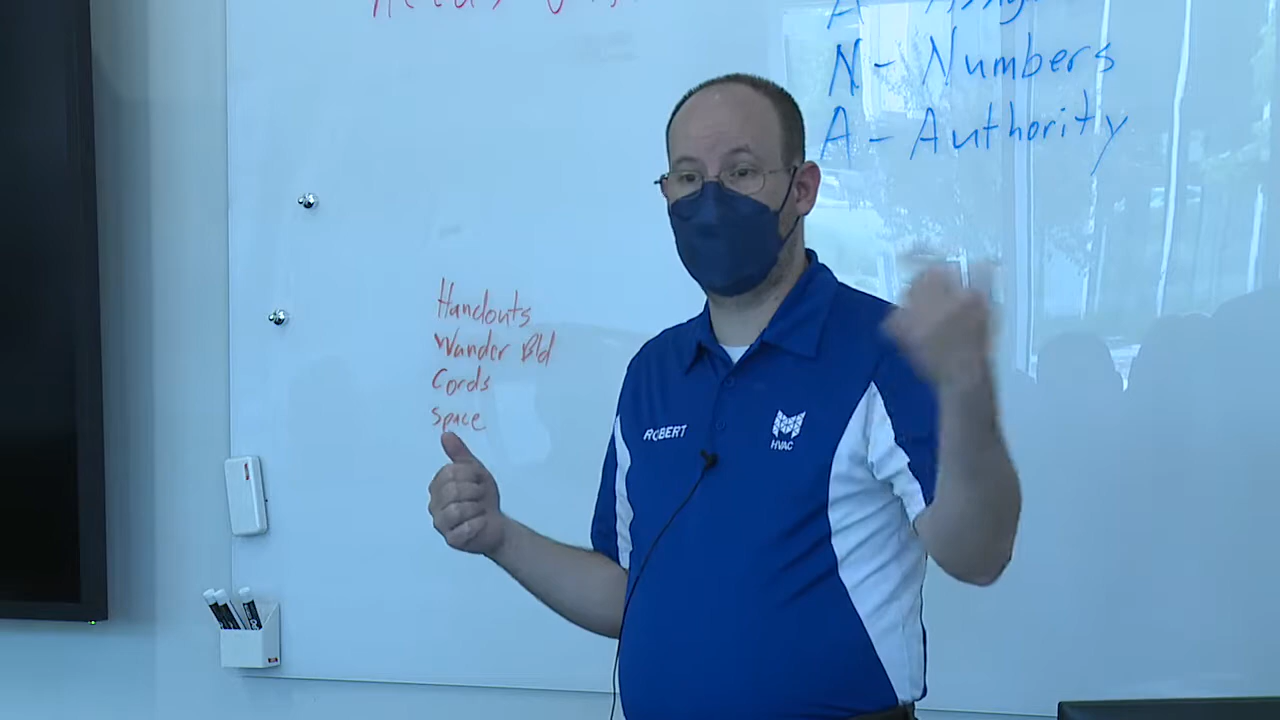 N - Numbers
A - Authority
Handouts
Wander Bld
Cords
Space
ROBERT
HVAC